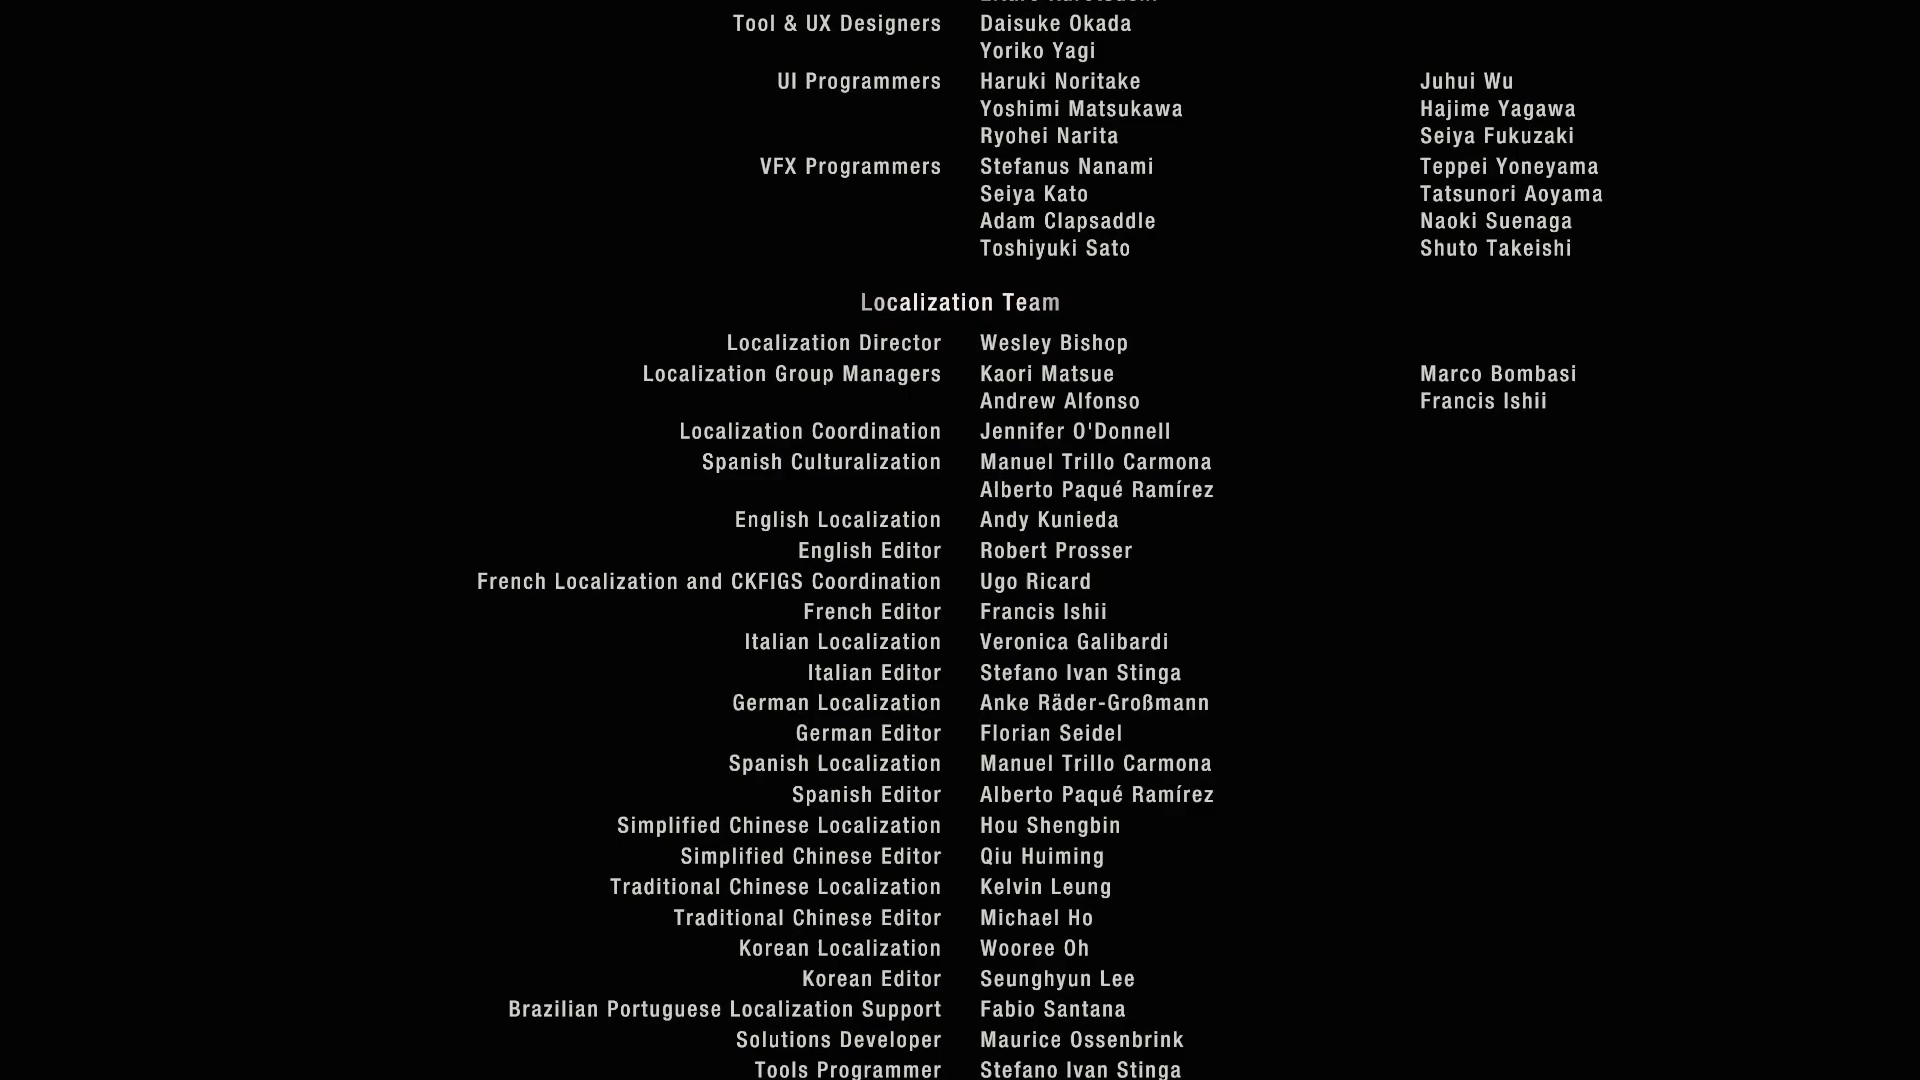 Tool & UX Designers Daisuke Okada
Yoriko Yagi
UI Programmers Haruki Noritake Juhui Wu
Yoshimi Matsukawa Hajime Yagawa
Ryohei Narita Seiya Fukuzaki
VFX Programmers Stefanus Nanami Teppei Yoneyama
Seiya Kato Tatsunori Aoyama
Adam Clapsaddle Naoki Suenaga
Toshiyuki Sato Shuto Takeishi
Localization Team
Localization Director Wesley Bishop
Localization Group Managers Kaori Matsue Marco Bombasi
Andrew Alfonso Francis Ishii
Localization Coordination Jennifer O'Donnell
Spanish Culturalization Manuel Trillo Carmona
Alberto Paqué Ramírez
English Localization Andy Kunieda
English Editor Robert Prosser
French Localization and CKFIGS Coordination Ugo Ricard
French Editor Francis Ishii
Italian Localization Veronica Galibardi
Italian Editor Stefano Ivan Stinga
German Localization Anke Räder-Großmann
German Editor Florian Seidel
Spanish Localization Manuel Trillo Carmona
Spanish Editor Alberto Paqué Ramírez
Simplified Chinese Localization Hou Shengbin
Simplified Chinese Editor Qiu Huiming
Traditional Chinese Localization Kelvin Leung
Traditional Chinese Editor Michael Ho
Korean Localization Wooree Oh
Korean Editor Seunghyun Lee
Brazilian Portuguese Localization Support Fabio Santana
Solutions Developer Maurice Ossenbrink
Tools Programmer Stefano Ivan Stinga